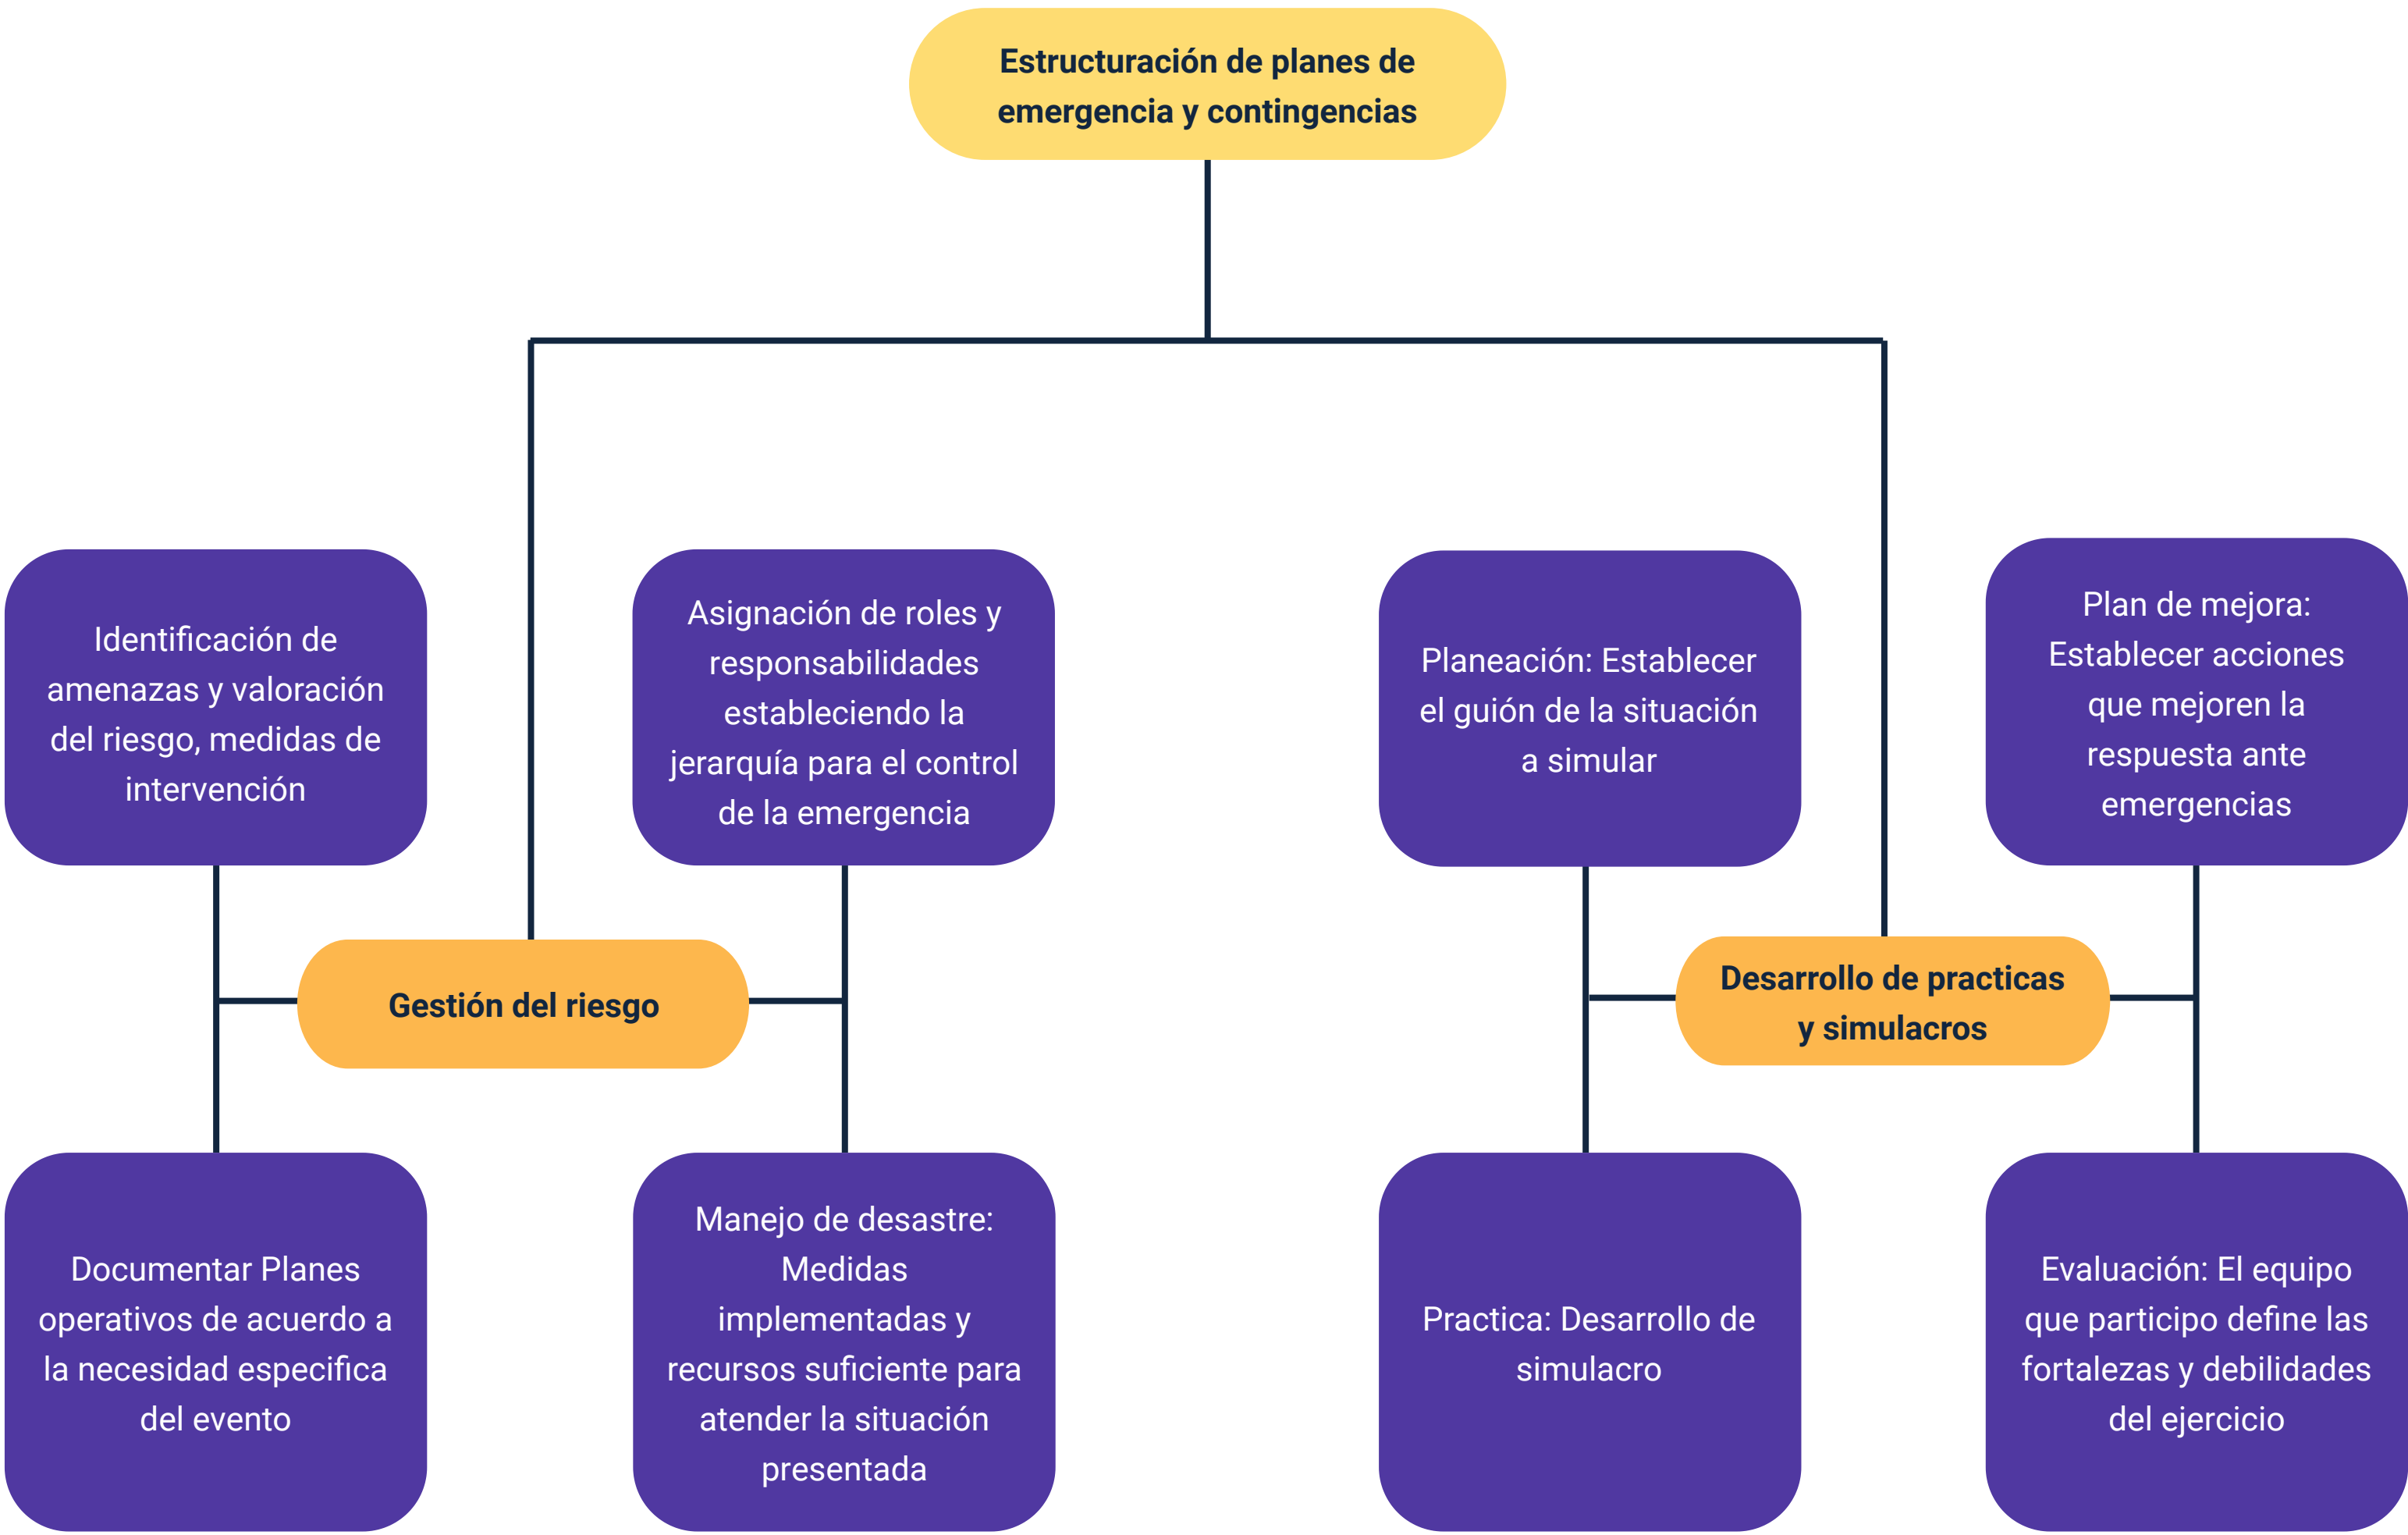 Estructuración de planes de
emergencia y contingencias
Identificación de
amenazas y valoración
del riesgo, medidas de
intervención
Asignación de roles y
responsabilidades
estableciendo la
jerarquía para el control
de la emergencia
Planeación: Establecer
el guión de la situación
a simular
Plan de mejora:
Establecer acciones
que mejoren la
respuesta ante
emergencias
Gestión del riesgo
Desarrollo de practicas
y simulacros
Documentar Planes
operativos de acuerdo a
la necesidad especifica
del evento
Manejo de desastre:
Medidas
implementadas y
recursos suficiente para
atender la situación
presentada
Practica: Desarrollo de
simulacro
Evaluación: El equipo
que participo define las
fortalezas y debilidades
del ejercicio